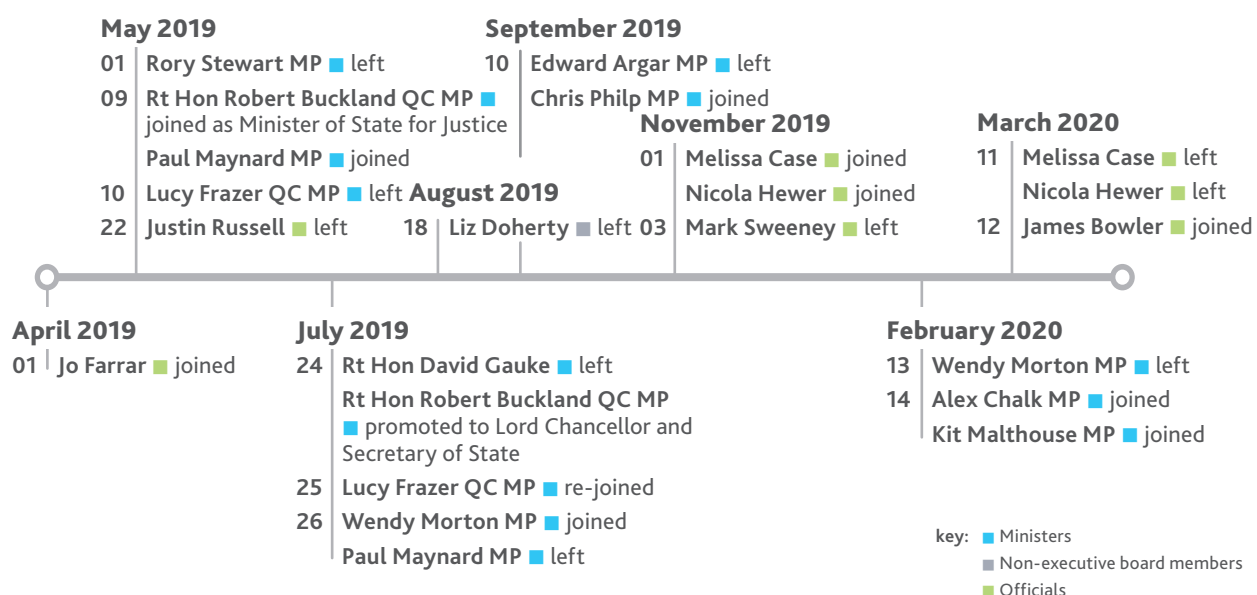 May 2019
01 Rory Stewart MP left
09 Rt Hon Robert Buckland QC MP
joined as Minister of State for Justice
Paul Maynard MP joined
10 Lucy Frazer QC MP left
22 Justin Russell left
August 2019
18 Liz Doherty left
September 2019
10 Edward Argar MP left
Chris Philp MP joined
November 2019
01 Melissa Case joined
Nicola Hewer joined
03 Mark Sweeney left
March 2020
11 Melissa Case left
Nicola Hewer left
12 James Bowler joined
April 2019
01 Jo Farrar joined
July 2019
24 Rt Hon David Gauke left
Rt Hon Robert Buckland QC MP
promoted to Lord Chancellor and
Secretary of State
25 Lucy Frazer QC MP re-joined
26 Wendy Morton MP joined
Paul Maynard MP left
February 2020
13 Wendy Morton MP left
14 Alex Chalk MP joined
Kit Malthouse MP joined
key: Ministers
Non-executive board members
Officials